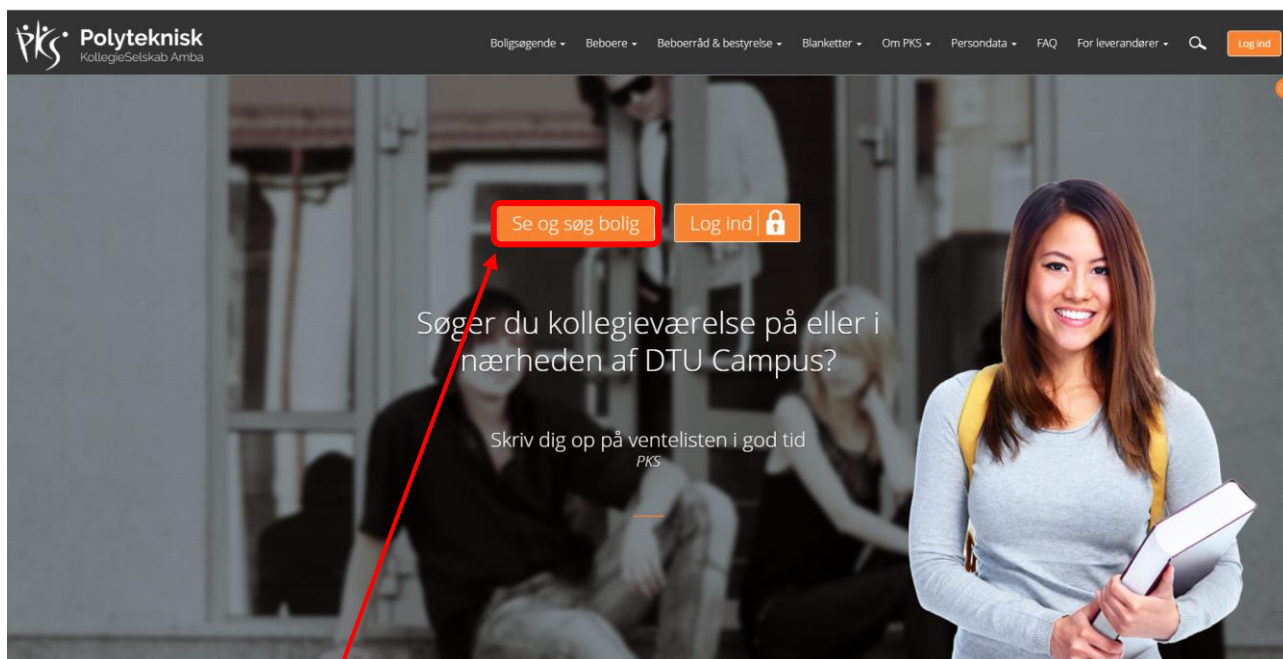 PKS
Polyteknisk
KollegieSelskab Amba
Boligsøgende Beboere Beboerråd & bestyrelse Blanketter Om PKS Persondata FAQ For leverandører Log ind
Se og søg bolig Log ind
Søger du kollegieværelse på eller i
nærheden af DTU Campus?
Skriv dig op på ventelisten i god tid
PKS